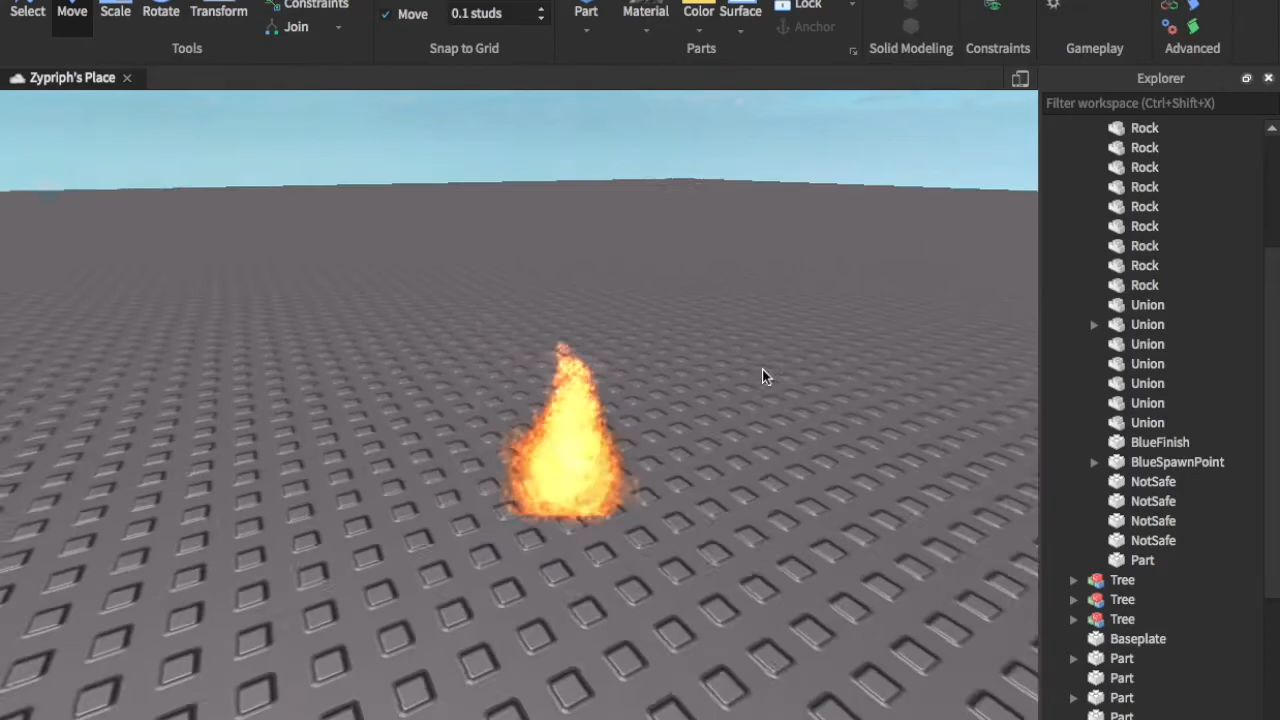 Constraints
Lock
Select Move Scale Rotate Transform
Join
Move 0.1 studs
Part Material Color Surface
Anchor
Tools
Snap to Grid
Parts
Solid Modeling
Constraints
Gameplay
Advanced
Zypriph's Place
Explorer
Filter workspace (Ctrl+Shift+X)
Rock
Rock
Rock
Rock
Rock
Rock
Rock
Rock
Rock
Union
Union
Union
Union
Union
Union
Union
BlueFinish
BlueSpawnPoint
NotSafe
NotSafe
NotSafe
NotSafe
Part
Tree
Tree
Tree
Baseplate
Part
Part
Part
Part